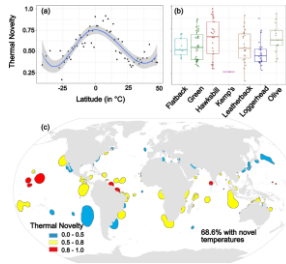 (a)
Thermal Novelty
1.00
0.75
0.50
0.25
-25
0
25
50
Latitude (in °C)
(b)
Flatback
Green
Hawksbill
Kemp's
Leatherback
Loggerhead
Olive
(c)
Thermal Novelty
0.0 - 0.5
0.5 - 0.8
0.8 - 1.0
68.6% with novel
temperatures